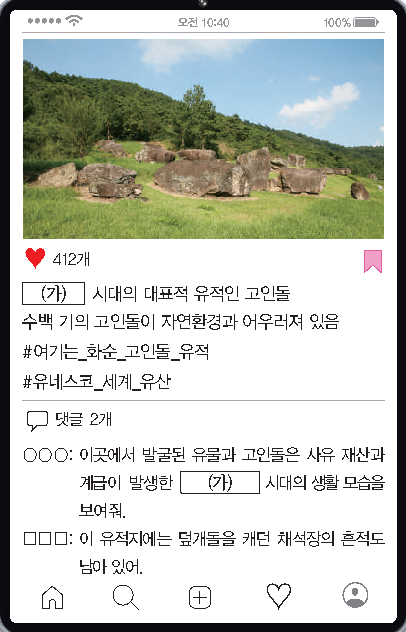 오전 10:40
100%
412개
(가) 시대의 대표적 유적인 고인돌
수백 기의 고인돌이 자연환경과 어우러져 있음
#여기는_화순_고인돌_유적
#유네스코_세계_유산
댓글 2개
○○○: 이곳에서 발굴된 유물과 고인돌은 사유 재산과
계급이 발생한 (가) 시대의 생활 모습을
보여줘.
□□□: 이 유적지에는 덮개돌을 캐던 채석장의 흔적도
남아 있어.